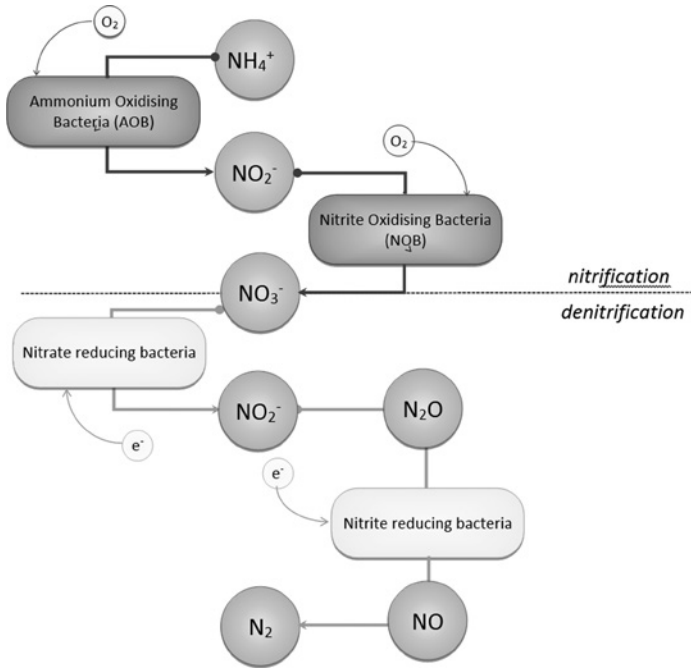 O₂
NH₄⁺
Ammonium Oxidising
Bacteria (AOB)
NO₂⁻
O₂
Nitrite Oxidising Bacteria
(NOB)
NO₃⁻
nitrification
denitrification
Nitrate reducing bacteria
NO₂⁻
N₂O
e⁻
e⁻
Nitrite reducing bacteria
N₂
NO